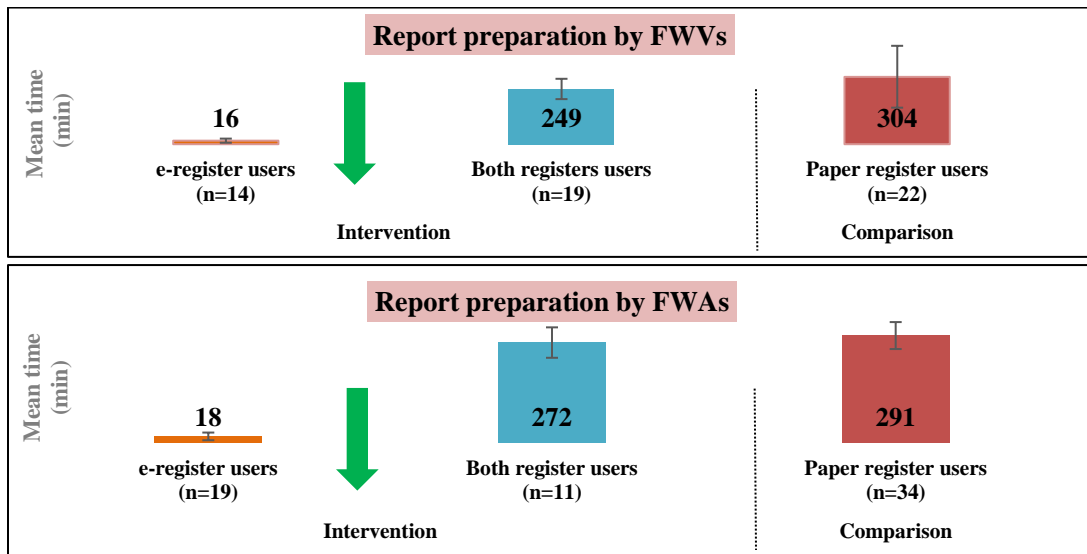 Report preparation by FWVs
Mean time
(min)
16
249
304
e-register users
(n=14)
Both registers users
(n=19)
Paper register users
(n=22)
Intervention
Comparison
Report preparation by FWAs
Mean time
(min)
18
272
291
e-register users
(n=19)
Both register users
(n=11)
Paper register users
(n=34)
Intervention
Comparison